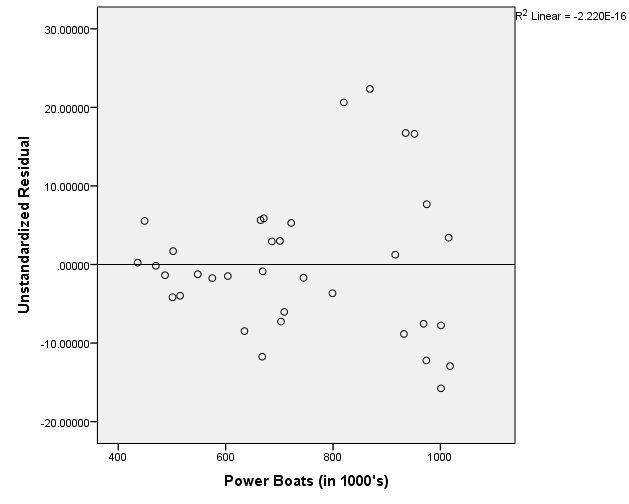 R² Linear = -2.220E-16
30.00000
20.00000
10.00000
.00000
-10.00000
-20.00000
Unstandardized Residual
400 600 800 1000
Power Boats (in 1000's)